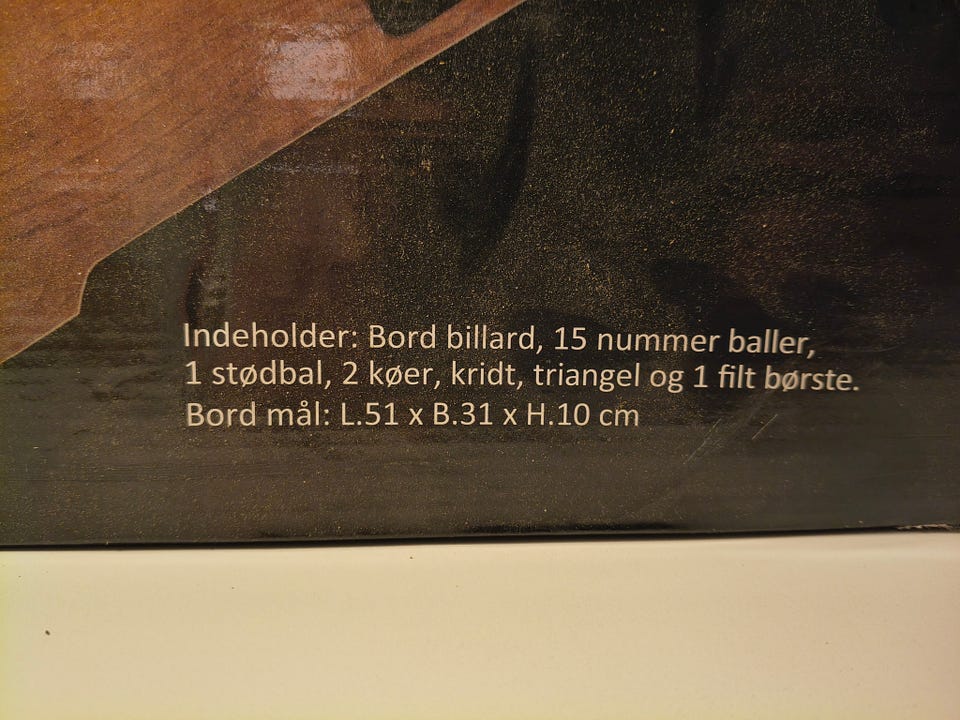 Indeholder: Bord billard, 15 nummer baller,
1 stødbal, 2 køer, kridt, triangel og 1 filt børste.
Bord mål: L.51 x B.31 x H.10 cm